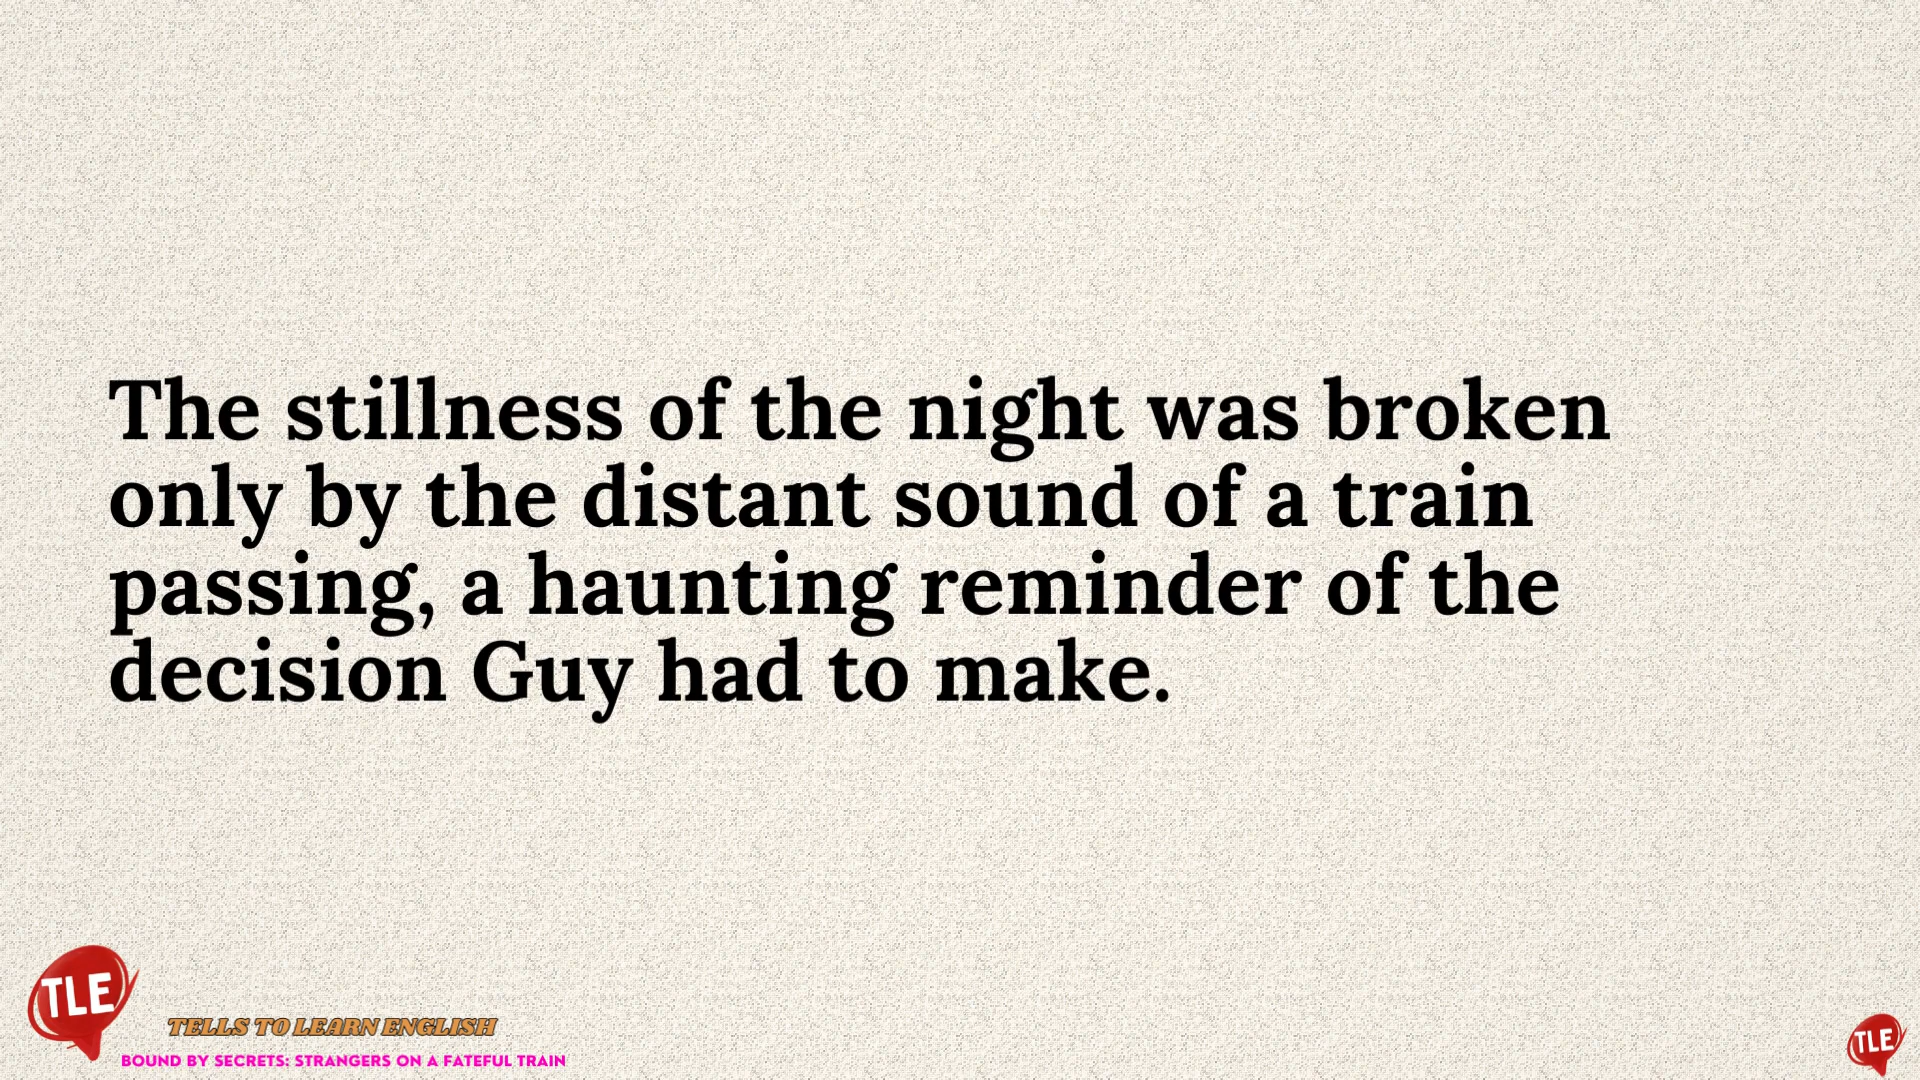 The stillness of the night was broken
only by the distant sound of a train
passing, a haunting reminder of the
decision Guy had to make.
TLE
TELLS TO LEARN ENGLISH
BOUND BY SECRETS: STRANGERS ON A FATEFUL TRAIN
TLE